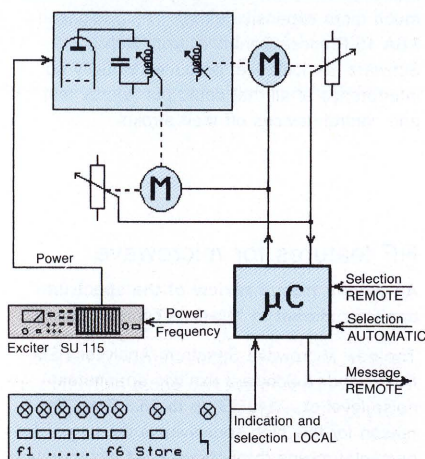 M
M
Power
µC
Selection
REMOTE
Power
Frequency
Selection
AUTOMATIC
Exciter SU 115
Message
REMOTE
Indication and
selection LOCAL
f1 ..... f6 Store